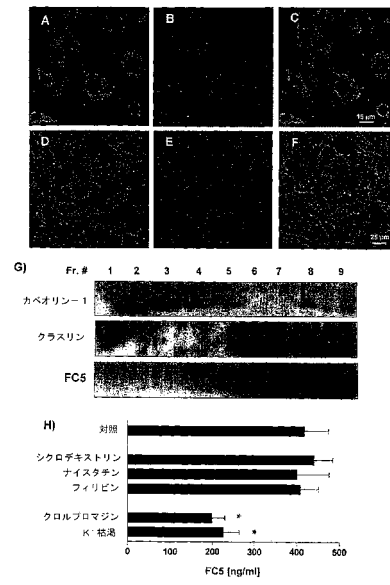 A
B
C
15 μm
D
E
F
25 μm
G)
Fr. # 1 2 3 4 5 6 7 8 9
カベオリン－1
クラスリン
FC5
H)
対照
シクロデキストリン
ナイスタチン
フィリピン
クロルプロマジン *
K⁺枯渇 *
0 100 200 300 400 500
FC5 [ng/ml]